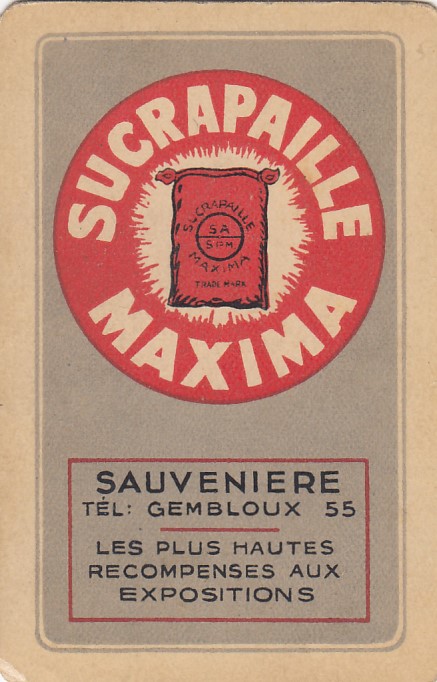 SUCRAPAILLE
SUCRAPAILLE
SA
SPM
MAXIMA
TRADE MARK
MAXIMA
SAUVENIERE
TÉL: GEMBLOUX 55
LES PLUS HAUTES
RECOMPENSES AUX
EXPOSITIONS